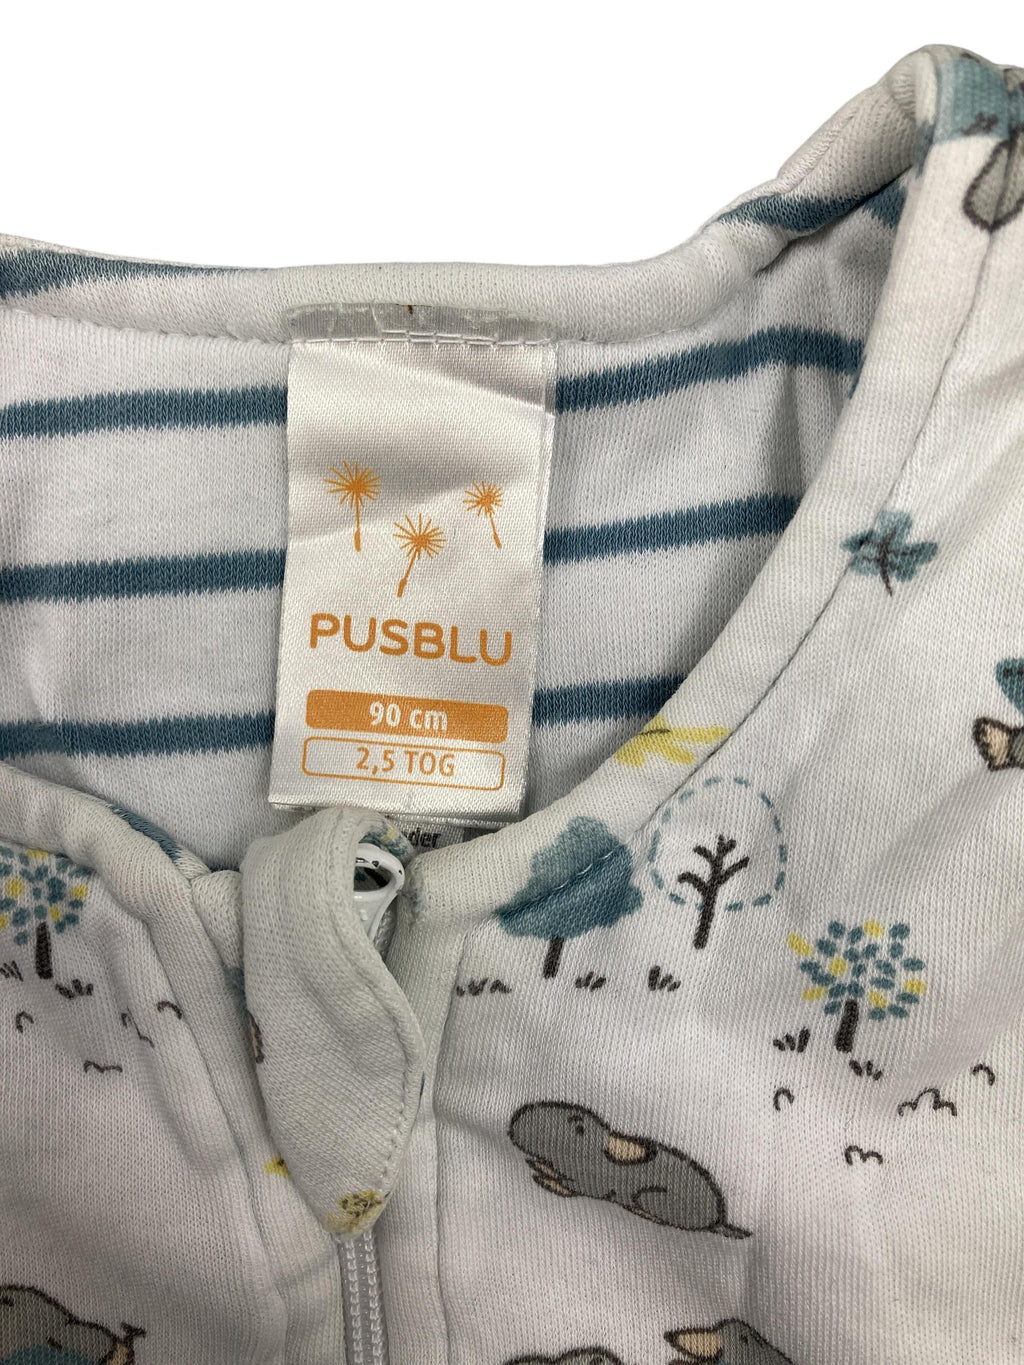 PUSBLU
90 cm
2,5 TOG